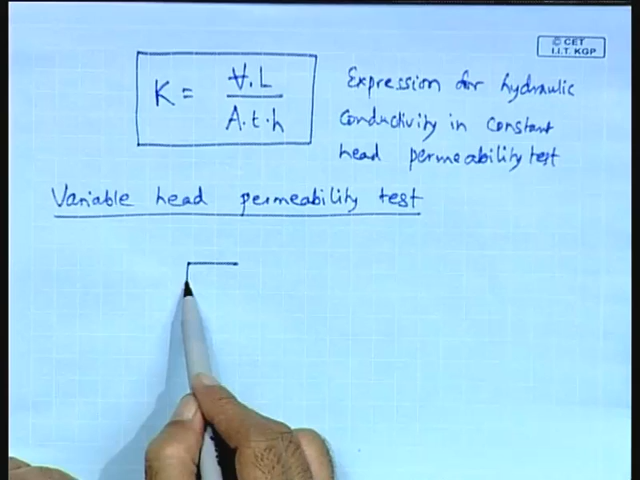 © CET
I.I.T. KGP
K = V.L / A.t.h
Expression for hydraulic
conductivity in constant
head permeability test
Variable head permeability test